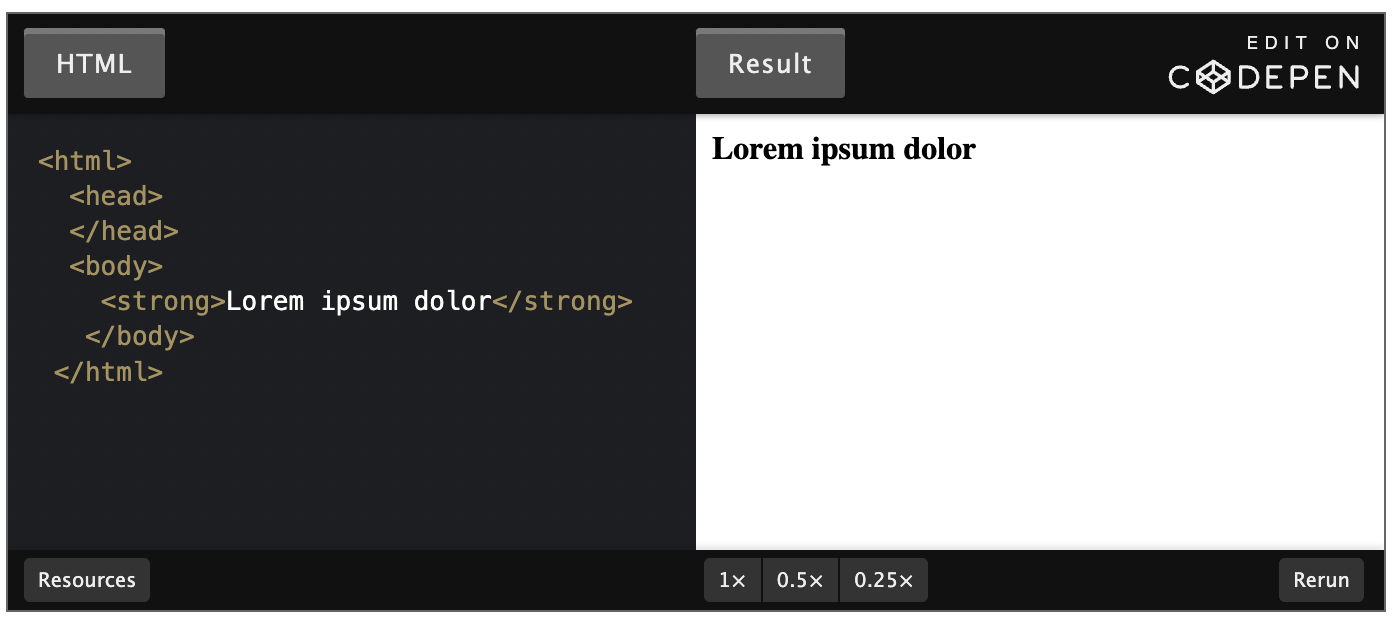 HTML
Result
EDIT ON
CODEPEN
<html>
<head>
</head>
<body>
<strong>Lorem ipsum dolor</strong>
</body>
</html>
Lorem ipsum dolor
Resources
1×
0.5×
0.25×
Rerun